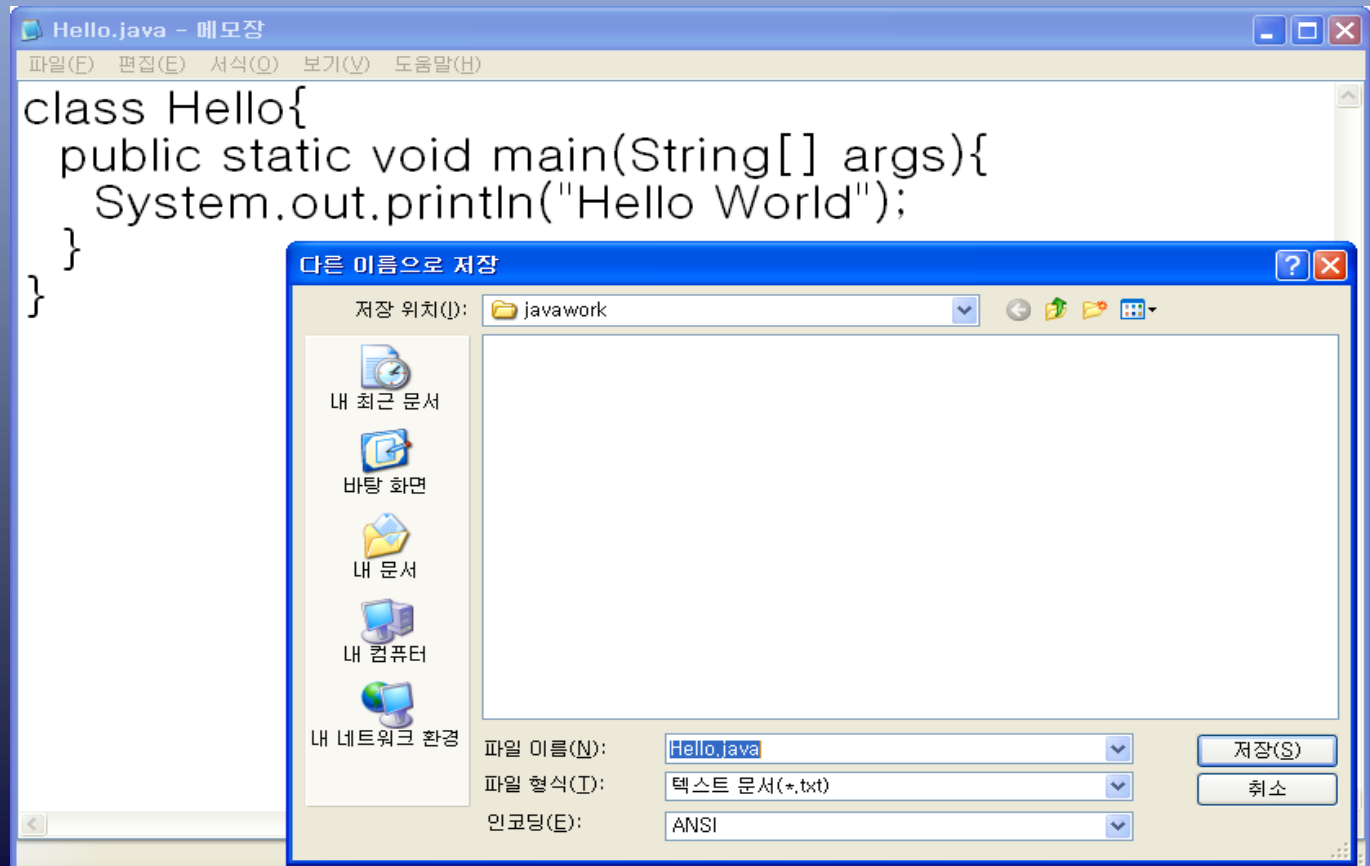 Hello.java - 메모장
파일(F) 편집(E) 서식(O) 보기(V) 도움말(H)
class Hello{
public static void main(String[] args){
System.out.println("Hello World");
}
}
다른 이름으로 저장
저장 위치(I): javawork
내 최근 문서
바탕 화면
내 문서
내 컴퓨터
내 네트워크 환경
파일 이름(N): Hello.java 저장(S)
파일 형식(T): 텍스트 문서(*.txt) 취소
인코딩(E): ANSI